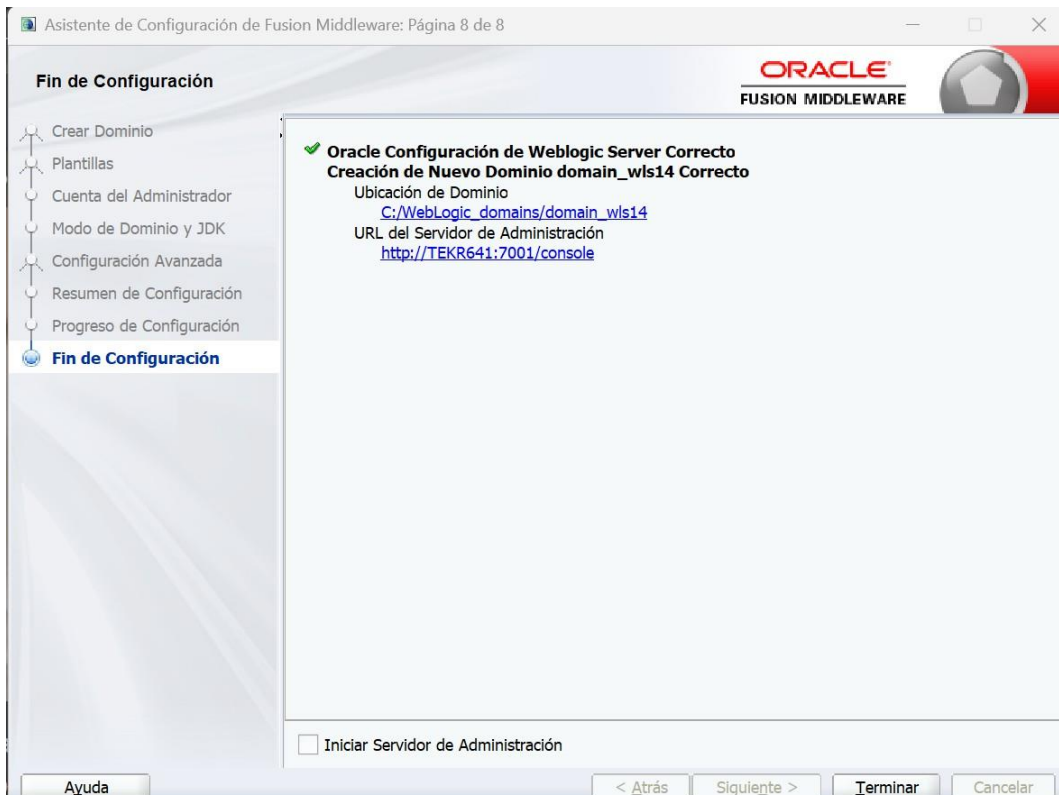 Asistente de Configuración de Fusion Middleware: Página 8 de 8
Fin de Configuración
ORACLE
FUSION MIDDLEWARE
Crear Dominio
Plantillas
Cuenta del Administrador
Modo de Dominio y JDK
Configuración Avanzada
Resumen de Configuración
Progreso de Configuración
Fin de Configuración
Oracle Configuración de Weblogic Server Correcto
Creación de Nuevo Dominio domain_wls14 Correcto
Ubicación de Dominio
C:/WebLogic_domains/domain_wls14
URL del Servidor de Administración
http://TEKR641:7001/console
Iniciar Servidor de Administración
Ayuda
< Atrás
Siguiente >
Terminar
Cancelar